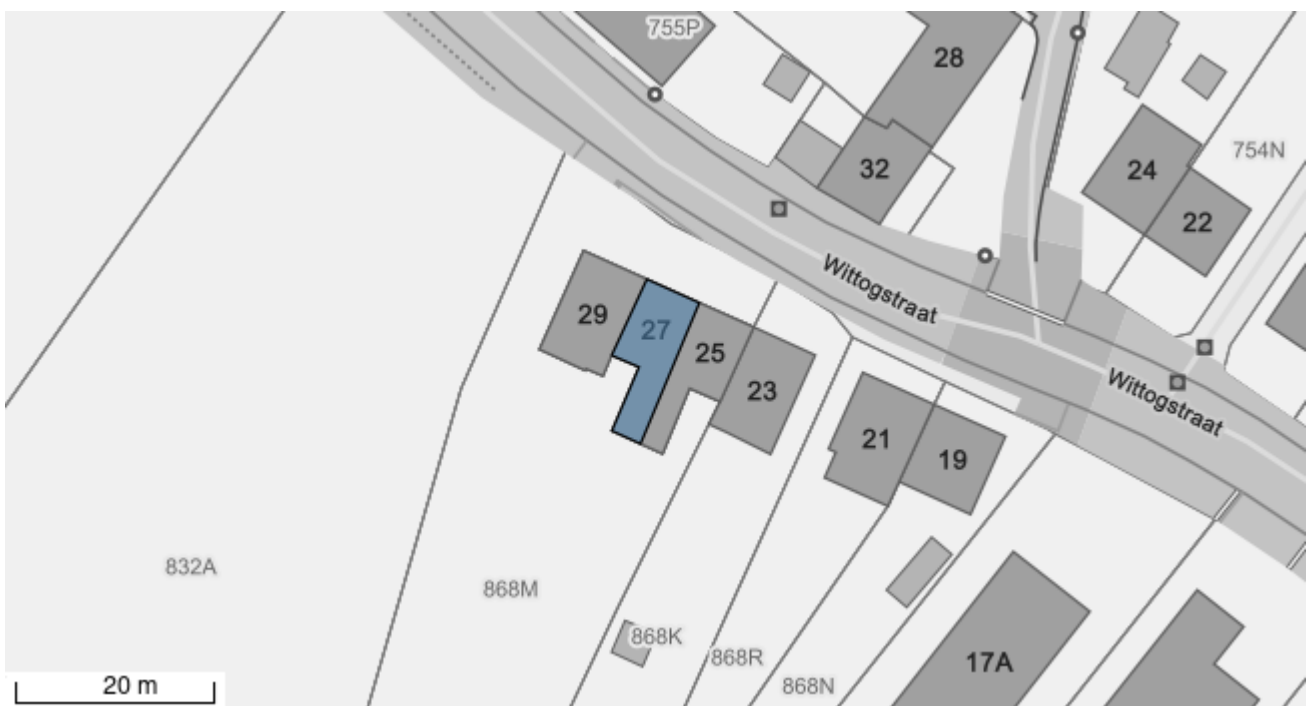 755P
28
32
24
754N
22
Wittogstraat
29
27
25
23
Wittogstraat
21
19
832A
868M
868K
868R
17A
868N
20 m